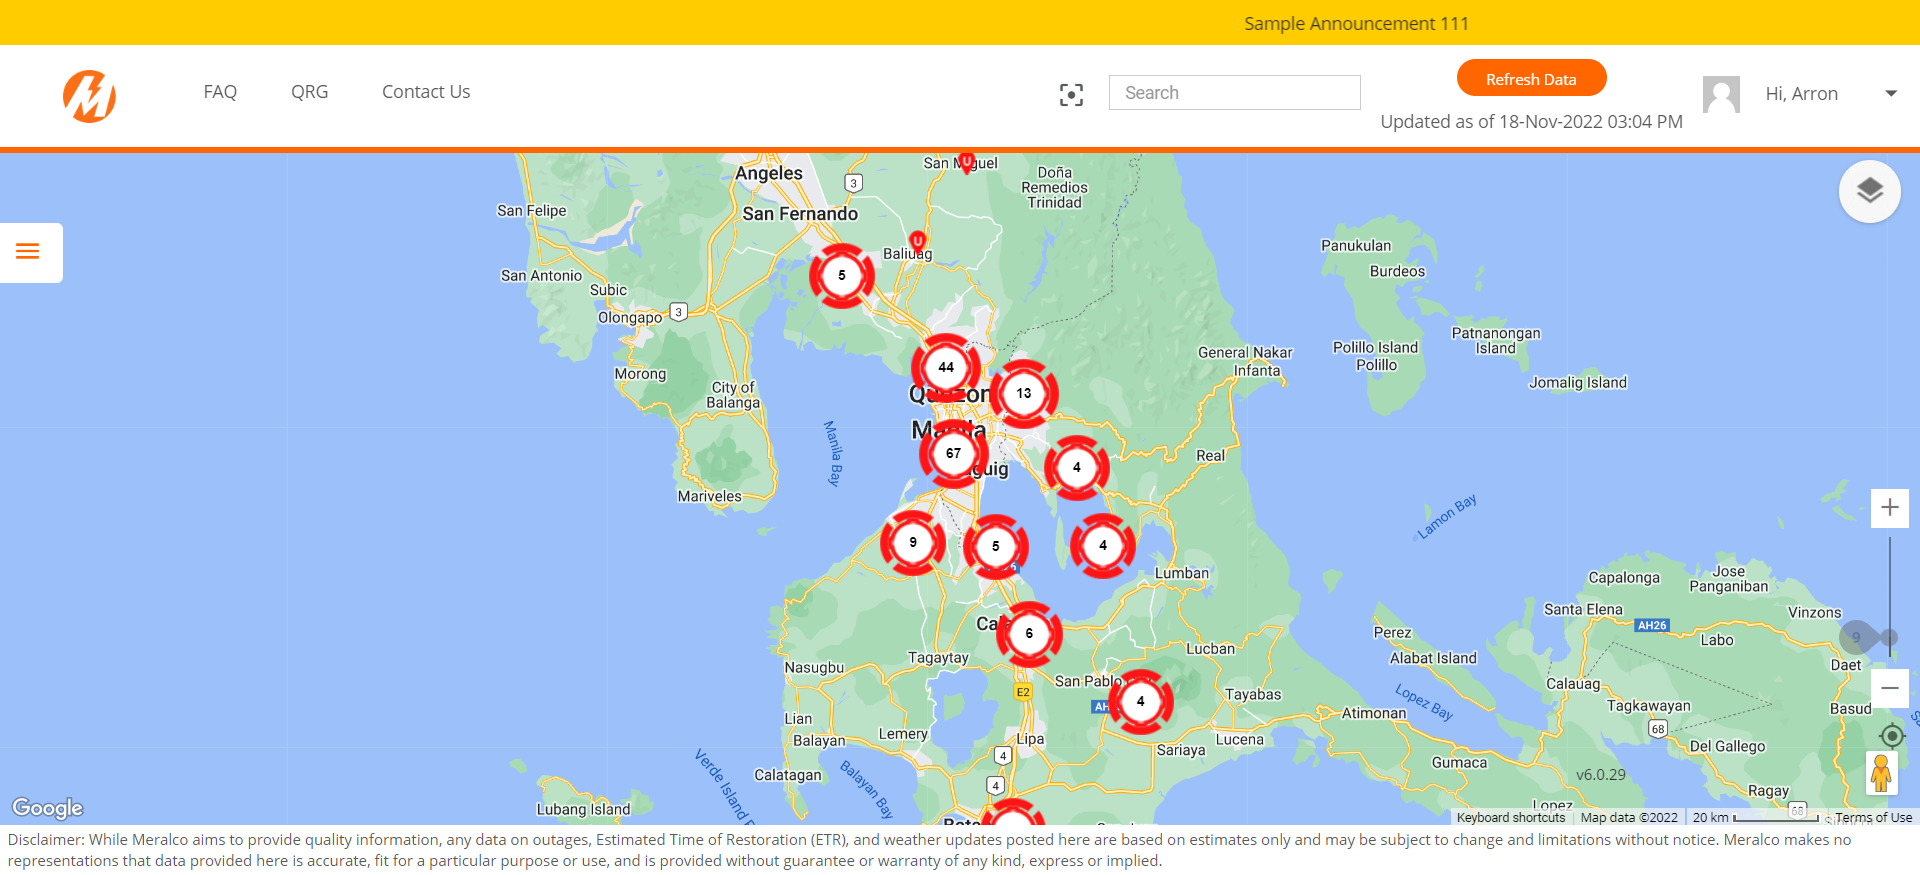 Sample Announcement 111
FAQ
QRG
Contact Us
Search
Refresh Data
Updated as of 18-Nov-2022 03:04 PM
Hi, Arron
Angeles
3
San Miguel
U
Doña
Remedios
Trinidad
San Felipe
San Fernando
U
Baliuag
Panukulan
Burdeos
San Antonio
5
Subic
Olongapo
3
Patnanongan
Island
General Nakar
Infanta
Polillo Island
Polillo
Morong
44
Jomalig Island
City of
Balanga
Quezon
13
Manila
Manila Bay
67
4
Real
Mariveles
Lamon Bay
9
5
4
Lumban
Capalonga
Jose
Panganiban
Santa Elena
Vinzons
AH26
Labo
9
6
Perez
Alabat Island
Lucban
Tagaytay
Nasugbu
Daet
San Pablo
E2
4
Tayabas
Calauag
Lopez Bay
Tagkawayan
Basud
Lian
Balayan
Lemery
Lipa
Atimonan
68
Lucena
Sariaya
Del Gallego
4
Verde Island
Calatagan
Balayan Bay
4
Gumaca
v6.0.29
Ragay
Lubang Island
Lopez
68
Google
Keyboard shortcuts
Map data ©2022
20 km
Terms of Use
Disclaimer: While Meralco aims to provide quality information, any data on outages, Estimated Time of Restoration (ETR), and weather updates posted here are based on estimates only and may be subject to change and limitations without notice. Meralco makes no
representations that data provided here is accurate, fit for a particular purpose or use, and is provided without guarantee or warranty of any kind, express or implied.